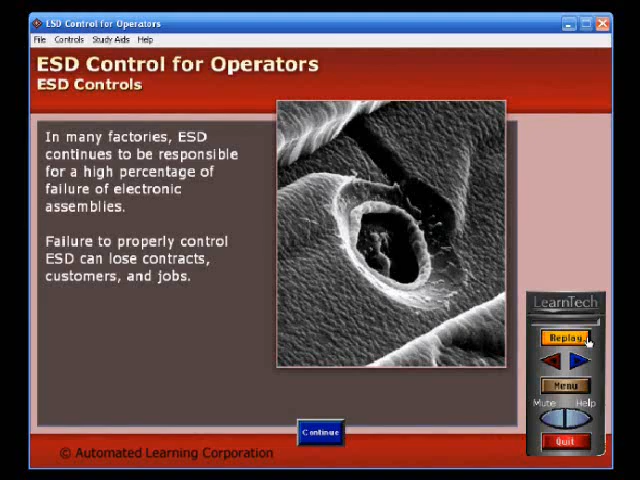 ESD Control for Operators
File Controls Study Aids Help
ESD Control for Operators
ESD Controls
In many factories, ESD
continues to be responsible
for a high percentage of
failure of electronic
assemblies.
Failure to properly control
ESD can lose contracts,
customers, and jobs.
LearnTech
Replay
Menu
Mute Help
Quit
Continue
© Automated Learning Corporation